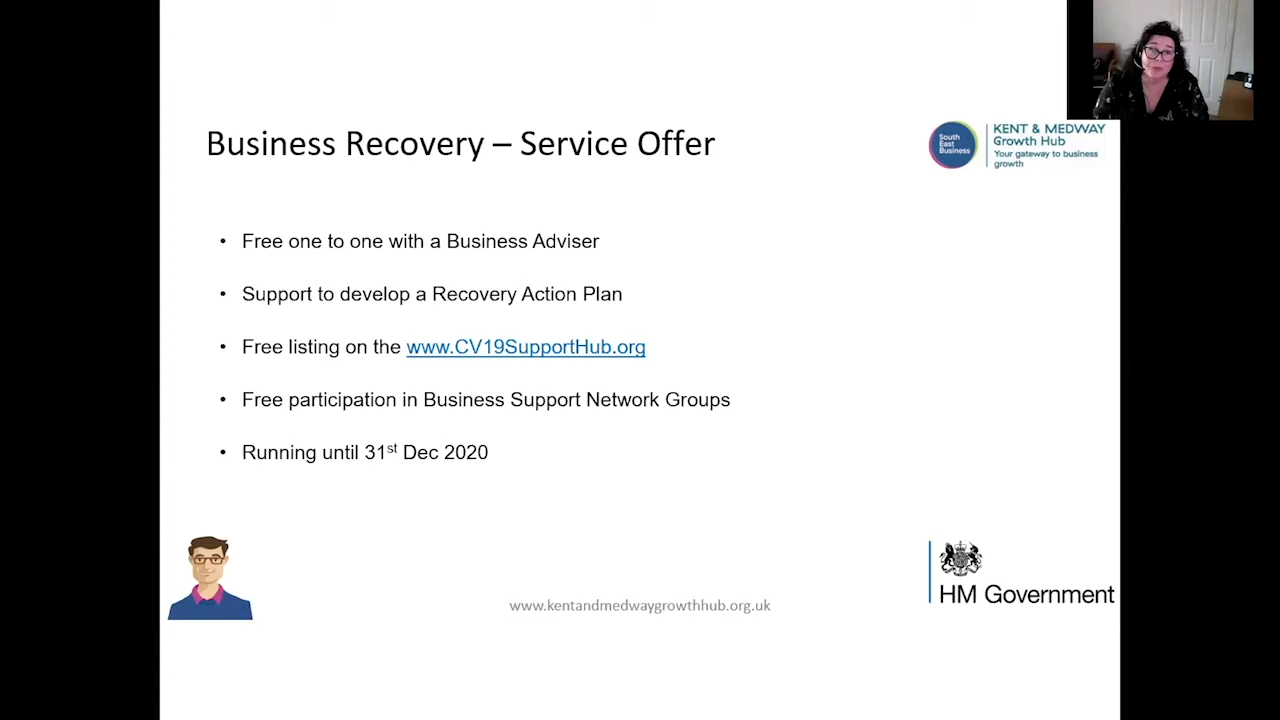 Business Recovery – Service Offer
South
East
Business
KENT & MEDWAY
Growth Hub
Your gateway to business
growth
• Free one to one with a Business Adviser
• Support to develop a Recovery Action Plan
• Free listing on the www.CV19SupportHub.org
• Free participation in Business Support Network Groups
• Running until 31st Dec 2020
www.kentandmedwaygrowthhub.org.uk
HM Government